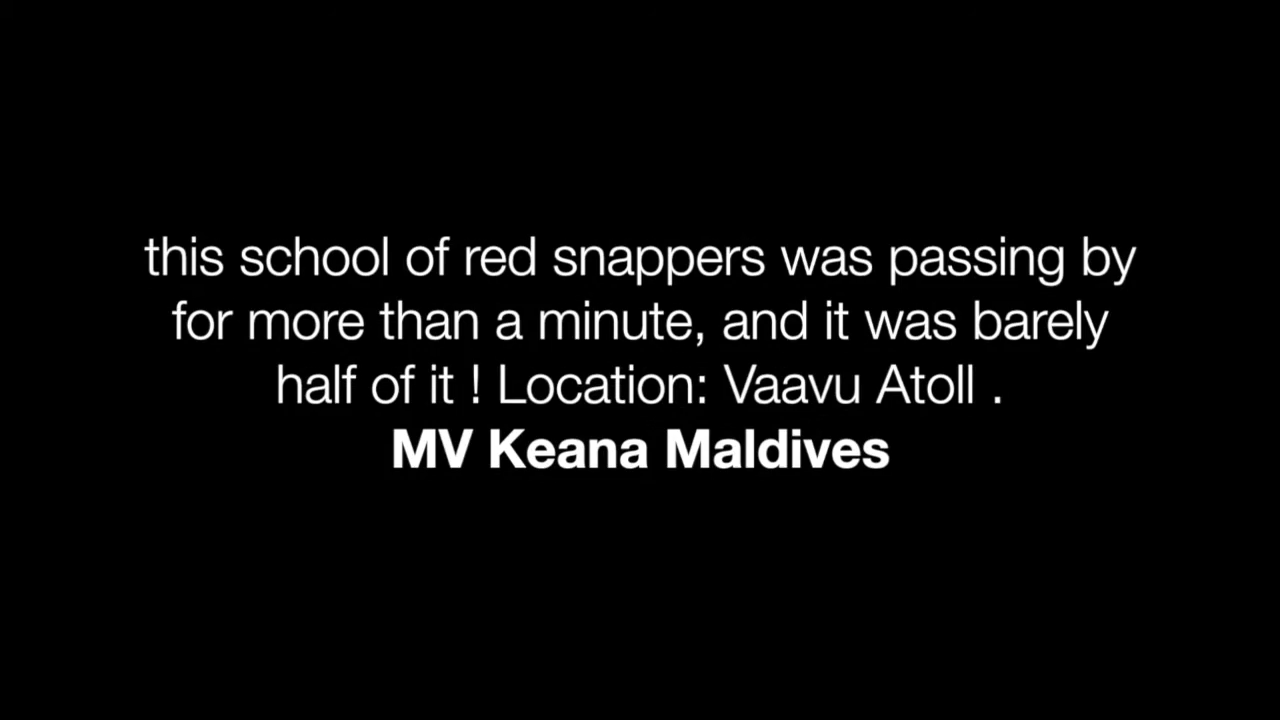 this school of red snappers was passing by
for more than a minute, and it was barely
half of it ! Location: Vaavu Atoll .
MV Keana Maldives